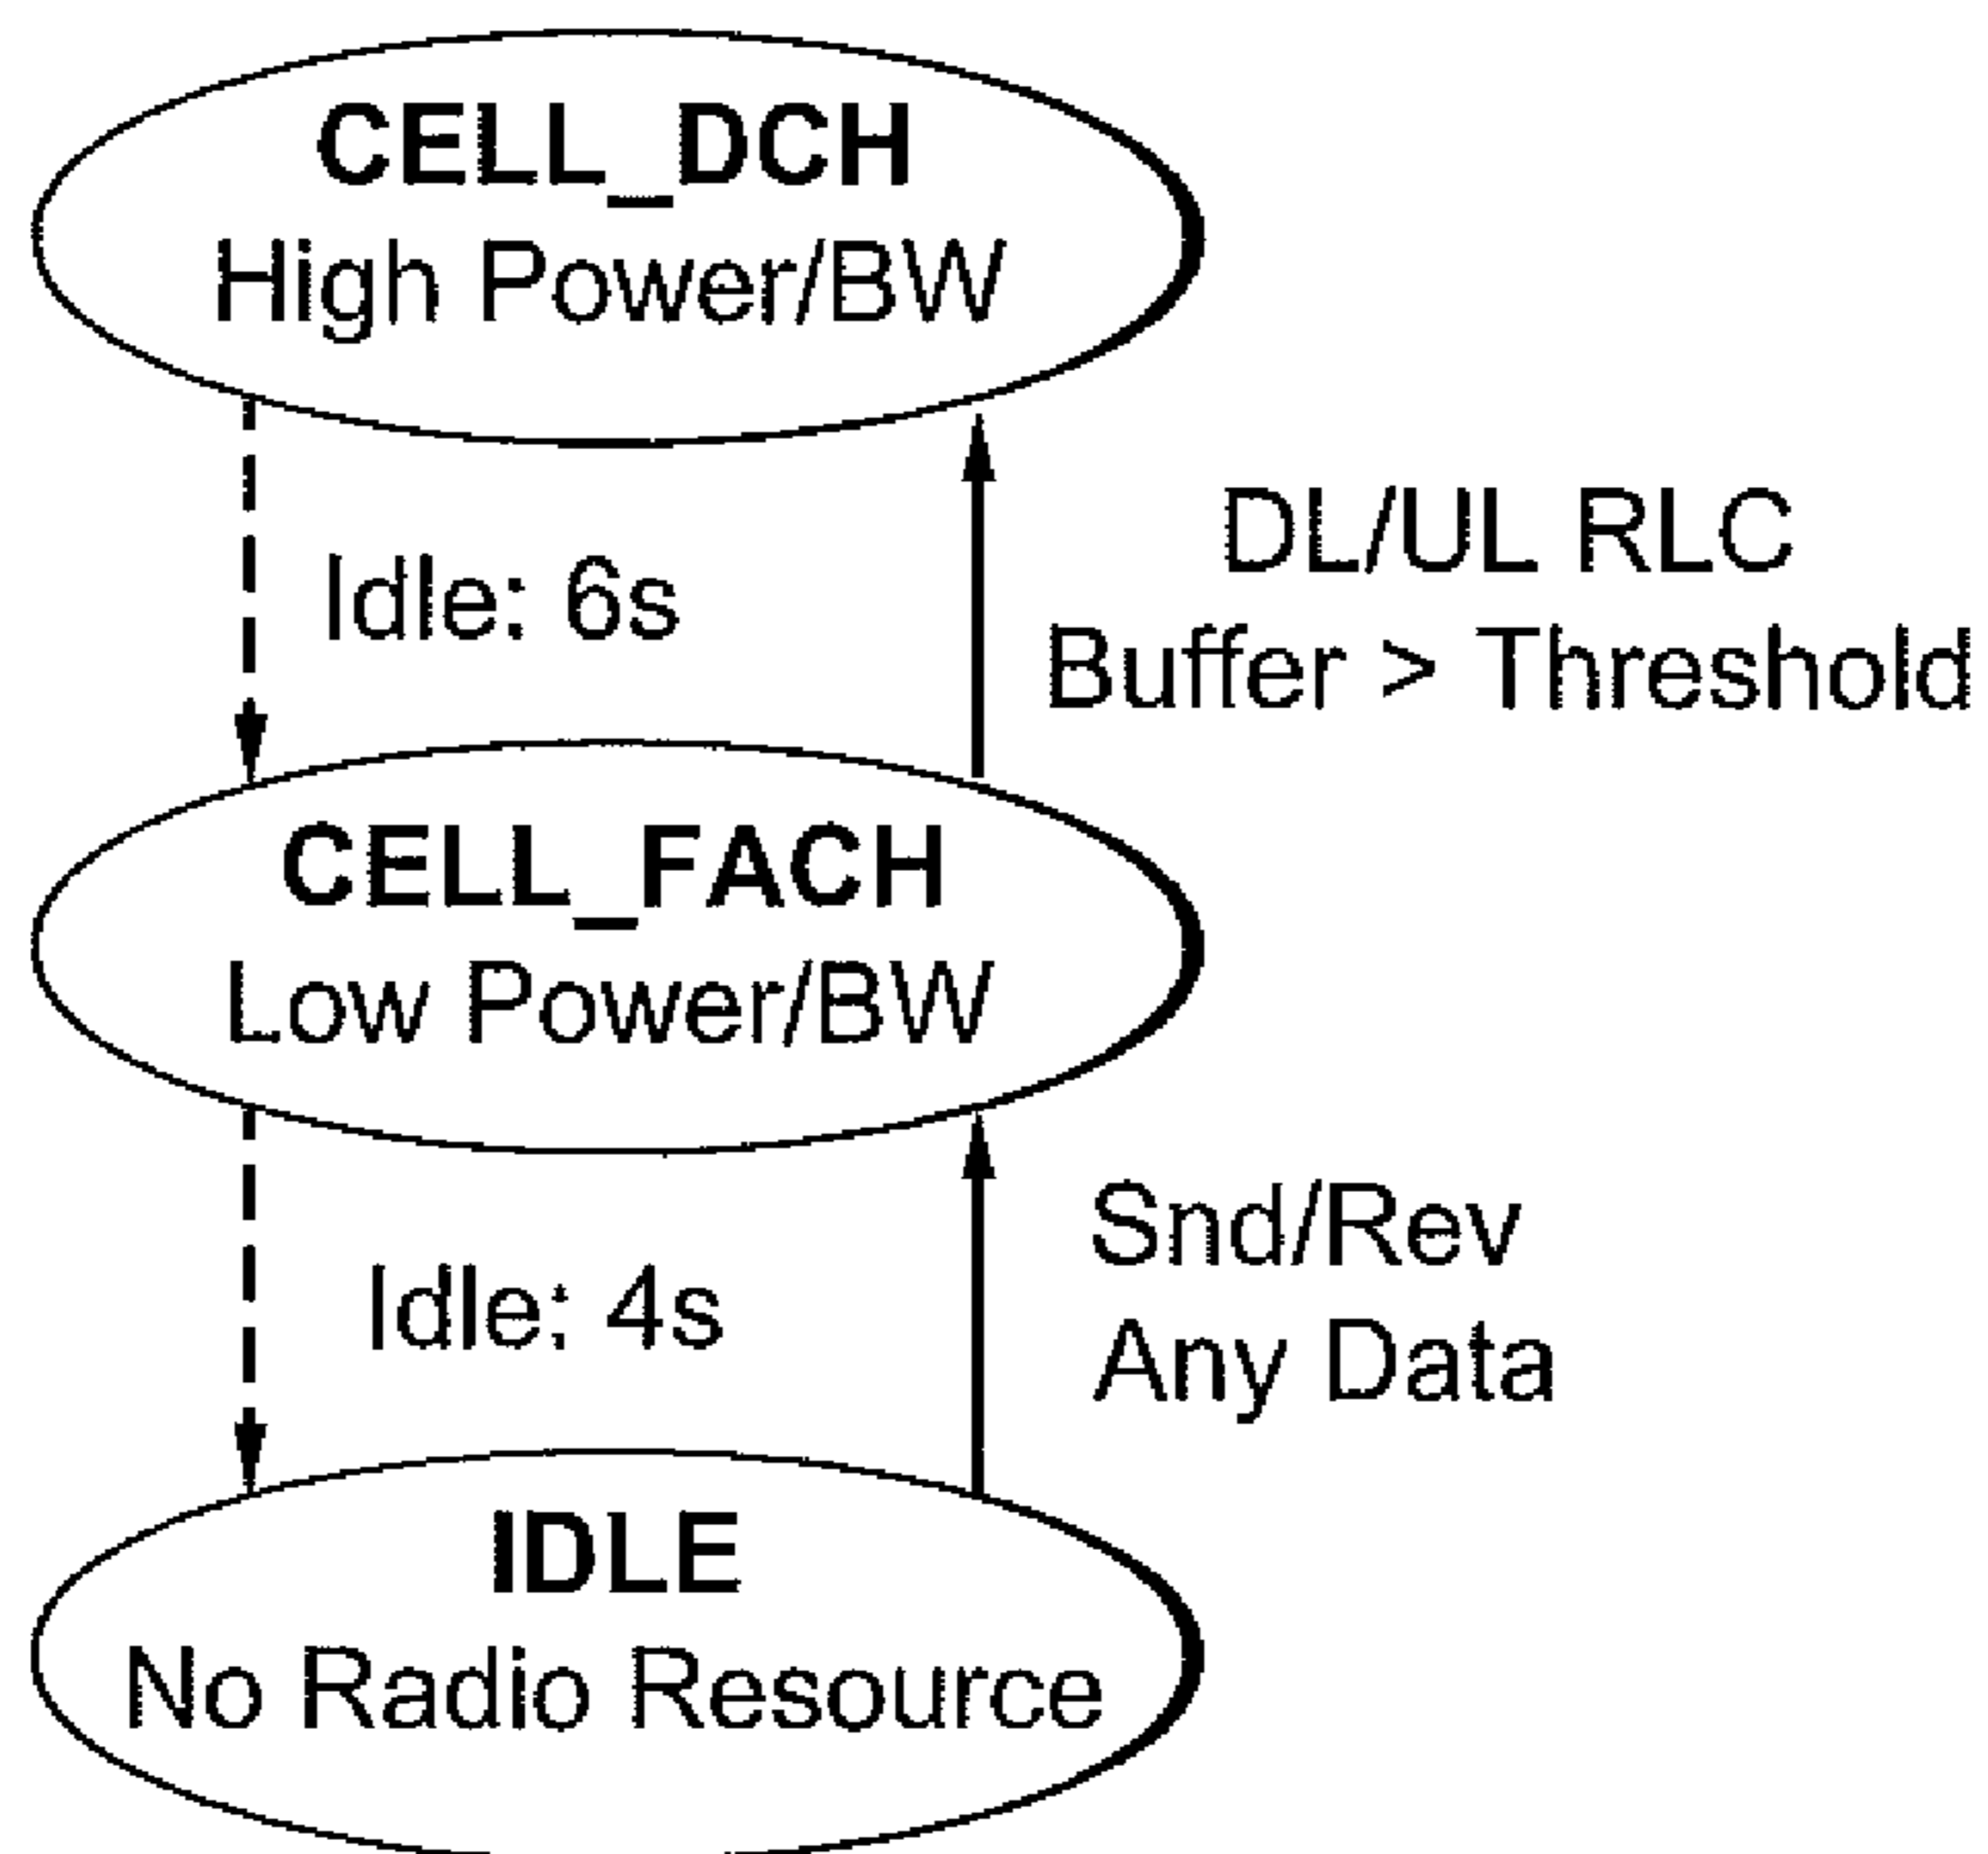 CELL_DCH
High Power/BW
Idle: 6s
DL/UL RLC
Buffer > Threshold
CELL_FACH
Low Power/BW
Idle: 4s
Snd/Rev
Any Data
IDLE
No Radio Resource